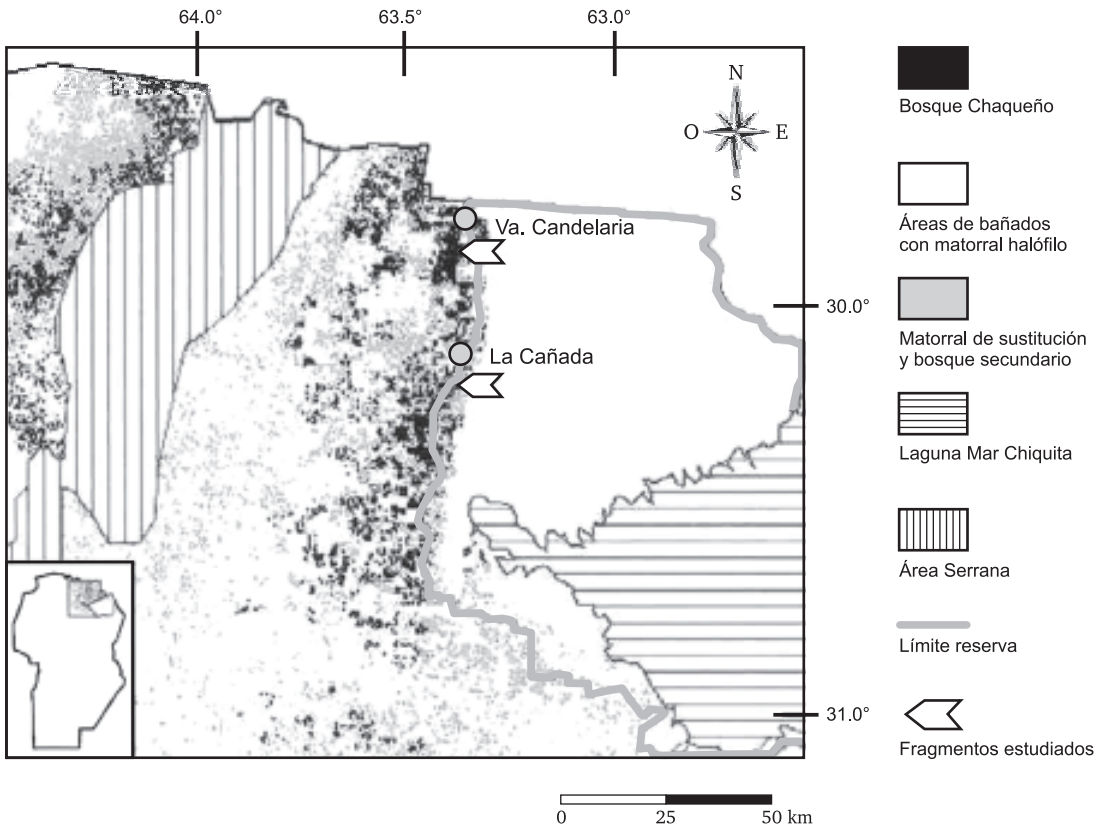 64.0° 63.5° 63.0°
N
O E
S
Va. Candelaria
30.0°
La Cañada
31.0°
0 25 50 km
Bosque Chaqueño
Áreas de bañados
con matorral halófilo
Matorral de sustitución
y bosque secundario
Laguna Mar Chiquita
Área Serrana
Límite reserva
Fragmentos estudiados